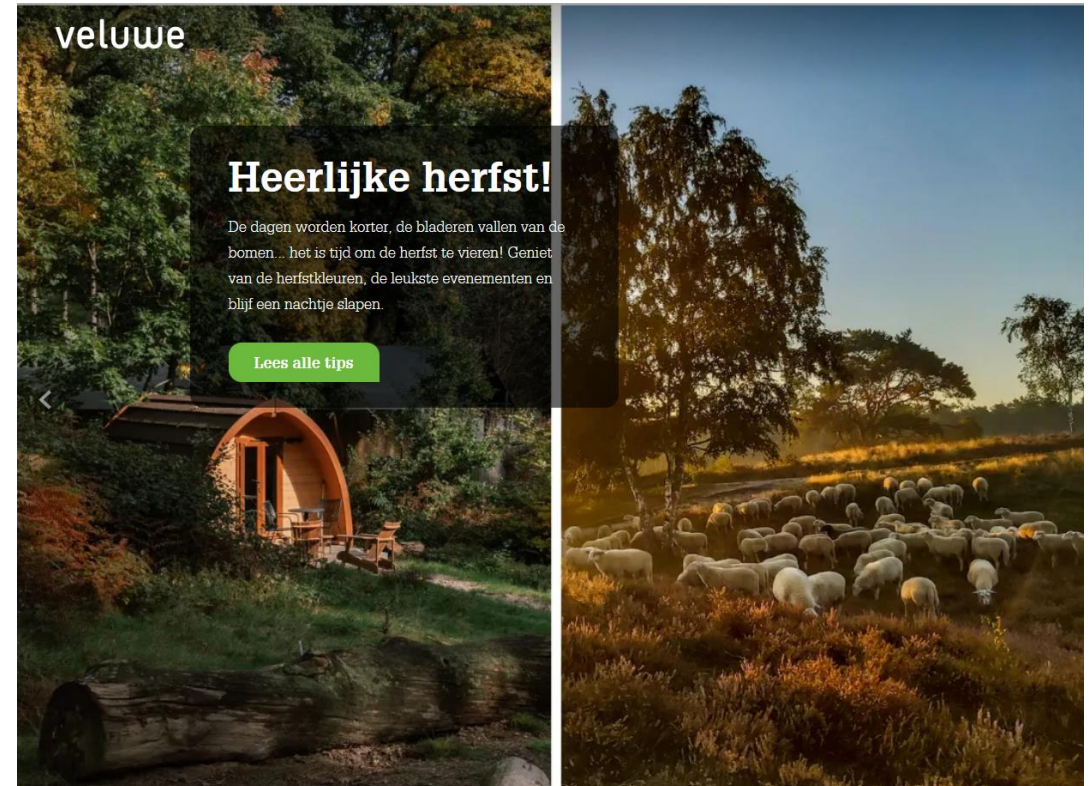 veluwe
Heerlijke herfst!
De dagen worden korter, de bladeren vallen van de
bomen... het is tijd om de herfst te vieren! Geniet
van de herfstkleuren, de leukste evenementen en
blijf een nachtje slapen.
Lees alle tips